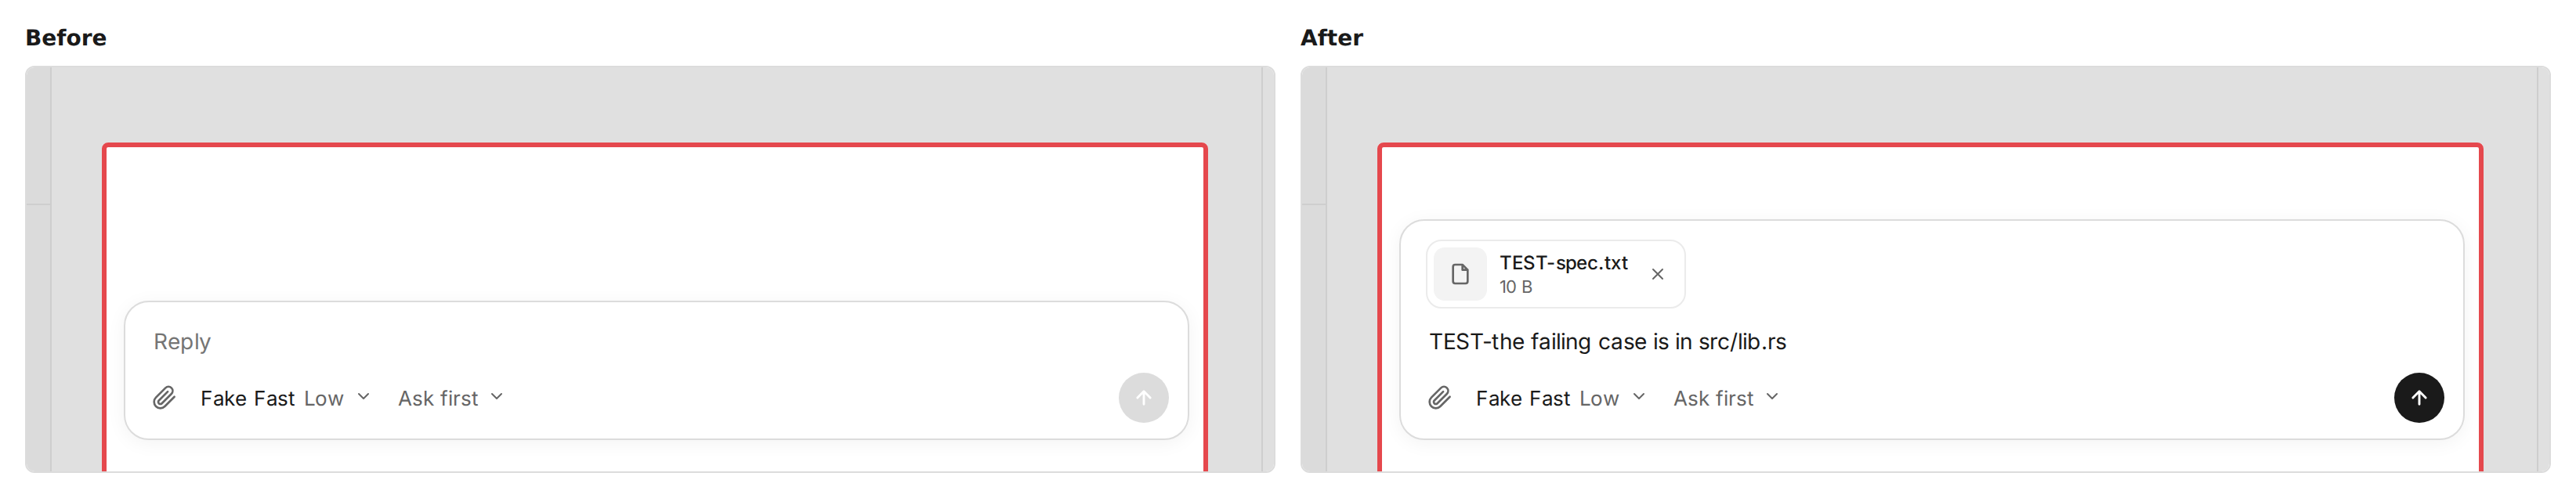 Before
Reply
Fake Fast Low Ask first
After
TEST-spec.txt
10 B
TEST-the failing case is in src/lib.rs
Fake Fast Low Ask first